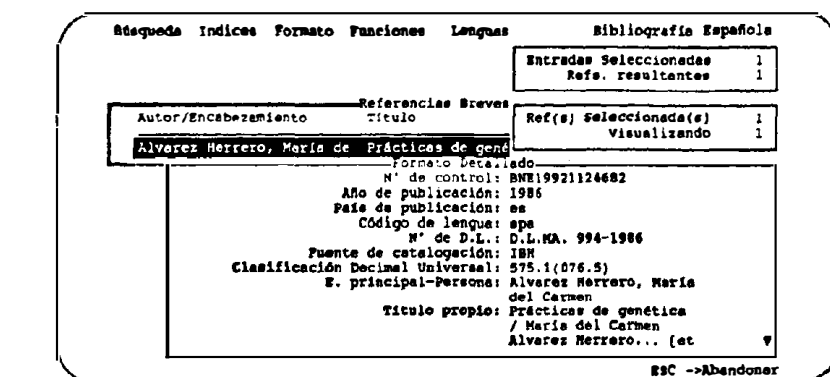 Búsqueda Indices Formato Funciones Lenguas Bibliografía Española
Entradas Seleccionadas 1
Refs. resultantes 1
Referencias Breves
Autor/Encabezamiento Título
Ref(s) Seleccionada(s) 1
Visualizando 1
Alvarez Herrero, María de Prácticas de gené
Formato Detallado
N° de control: BNE19921124682
Año de publicación: 1986
País de publicación: es
Código de lengua: spa
N° de D.L.: D.L.MA. 994-1986
Fuente de catalogación: IBN
Clasificación Decimal Universal: 575.1(076.5)
E. principal-Persona: Alvarez Herrero, María
del Carmen
Título propio: Prácticas de genética
/ María del Carmen
Alvarez Herrero... [et
ESC ->Abandonar